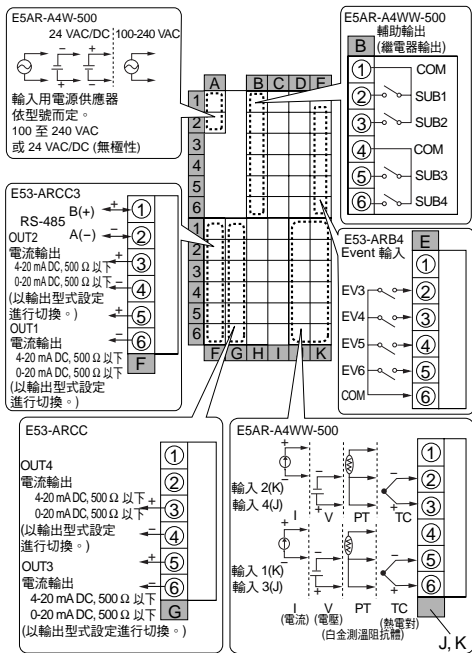 E5AR-A4W-500
24 VAC/DC 100-240 VAC
− + 
輸入用電源供應器
依型號而定。
100 至 240 VAC
或 24 VAC/DC (無極性)
A B C D E
1
2
3
4
5
6
1
2
3
4
5
6
F G H I J K
E5AR-A4WW-500
輔助輸出
(繼電器輸出)
B
① COM
② SUB1
③ SUB2
④ COM
⑤ SUB3
⑥ SUB4
E53-ARCC3
RS-485
B(+) + ①
A(−) − ②
OUT2
電流輸出
4-20 mA DC, 500 Ω 以下
0-20 mA DC, 500 Ω 以下
(以輸出型式設定
進行切換。)
+ ③
− ④
OUT1
電流輸出
4-20 mA DC, 500 Ω 以下
0-20 mA DC, 500 Ω 以下
(以輸出型式設定
進行切換。)
+ ⑤
− ⑥
F
E53-ARB4
Event 輸入
E
①
EV3 ②
EV4 ③
EV5 ④
EV6 ⑤
COM ⑥
E53-ARCC
①
②
OUT4
電流輸出
4-20 mA DC, 500 Ω 以下
0-20 mA DC, 500 Ω 以下
(以輸出型式設定
進行切換。)
+ ③
− ④
OUT3
電流輸出
4-20 mA DC, 500 Ω 以下
0-20 mA DC, 500 Ω 以下
(以輸出型式設定進行切換。)
+ ⑤
− ⑥
G
E5AR-A4WW-500
輸入 2(K)
輸入 4(J)
I V PT TC
①
②
③
輸入 1(K)
輸入 3(J)
④
⑤
⑥
I V PT TC
(電流) (電壓) (熱電對)
(白金測溫阻抗體)
J, K